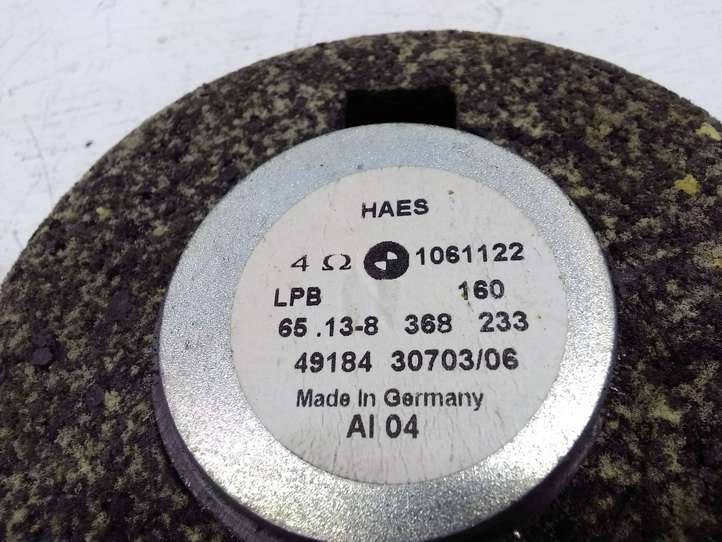 HAES
4 Ω 1061122
LPB 160
65 .13-8 368 233
49184 30703/06
Made In Germany
AI 04